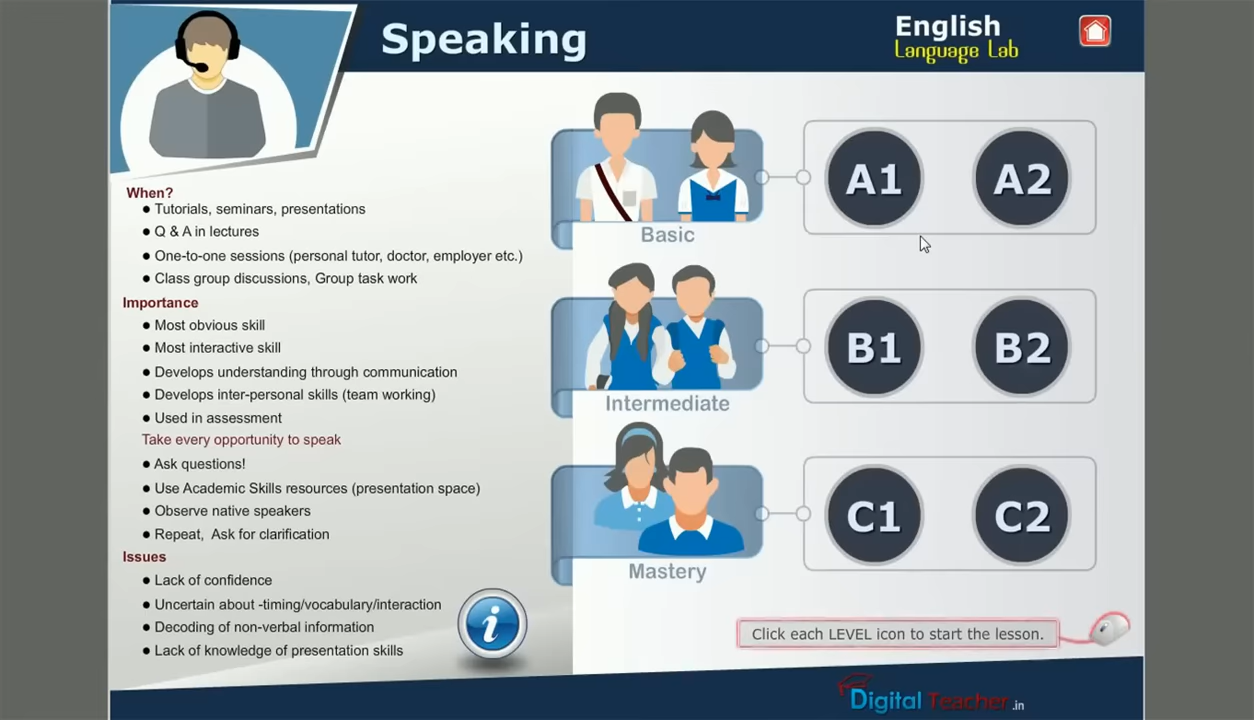 Speaking
English
Language Lab
When?
● Tutorials, seminars, presentations
● Q & A in lectures
● One-to-one sessions (personal tutor, doctor, employer etc.)
● Class group discussions, Group task work
Importance
● Most obvious skill
● Most interactive skill
● Develops understanding through communication
● Develops inter-personal skills (team working)
● Used in assessment
Take every opportunity to speak
● Ask questions!
● Use Academic Skills resources (presentation space)
● Observe native speakers
● Repeat, Ask for clarification
Issues
● Lack of confidence
● Uncertain about -timing/vocabulary/interaction
● Decoding of non-verbal information
● Lack of knowledge of presentation skills
i
Basic
A1 A2
Intermediate
B1 B2
Mastery
C1 C2
Click each LEVEL icon to start the lesson.
Digital Teacher.in